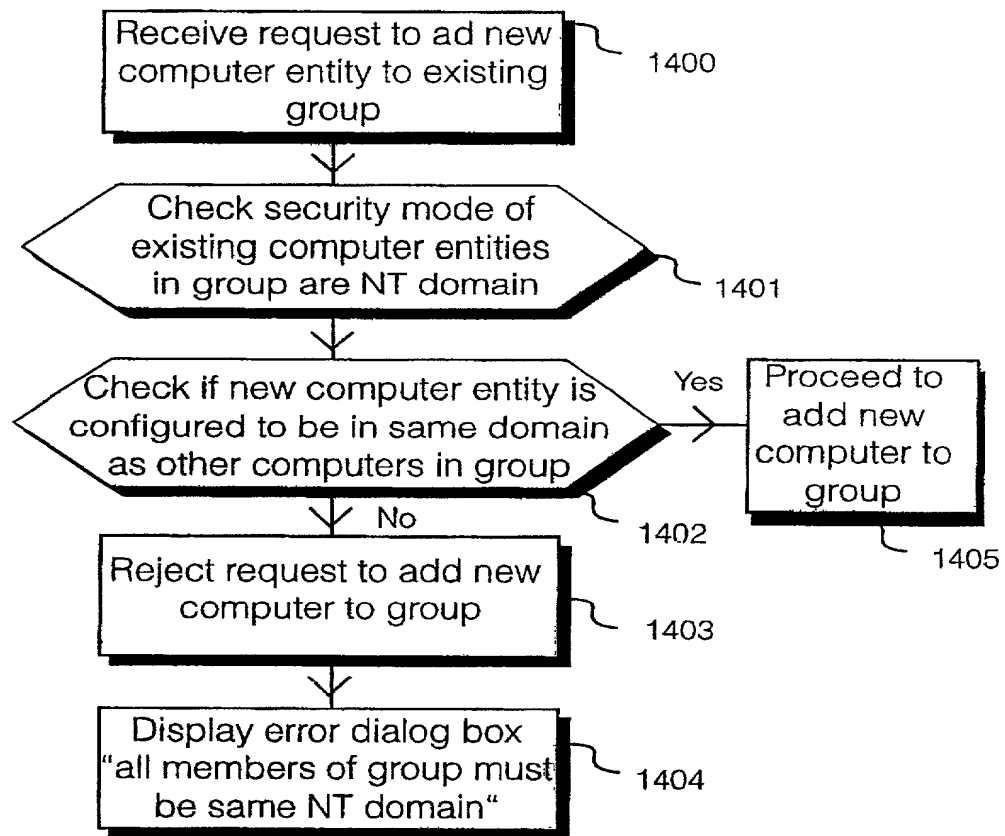 Receive request to ad new
computer entity to existing
group
1400
Check security mode of
existing computer entities
in group are NT domain
1401
Check if new computer entity is
configured to be in same domain
as other computers in group
1402
Yes
Proceed to
add new
computer to
group
1405
No
Reject request to add new
computer to group
1403
Display error dialog box
“all members of group must
be same NT domain“
1404